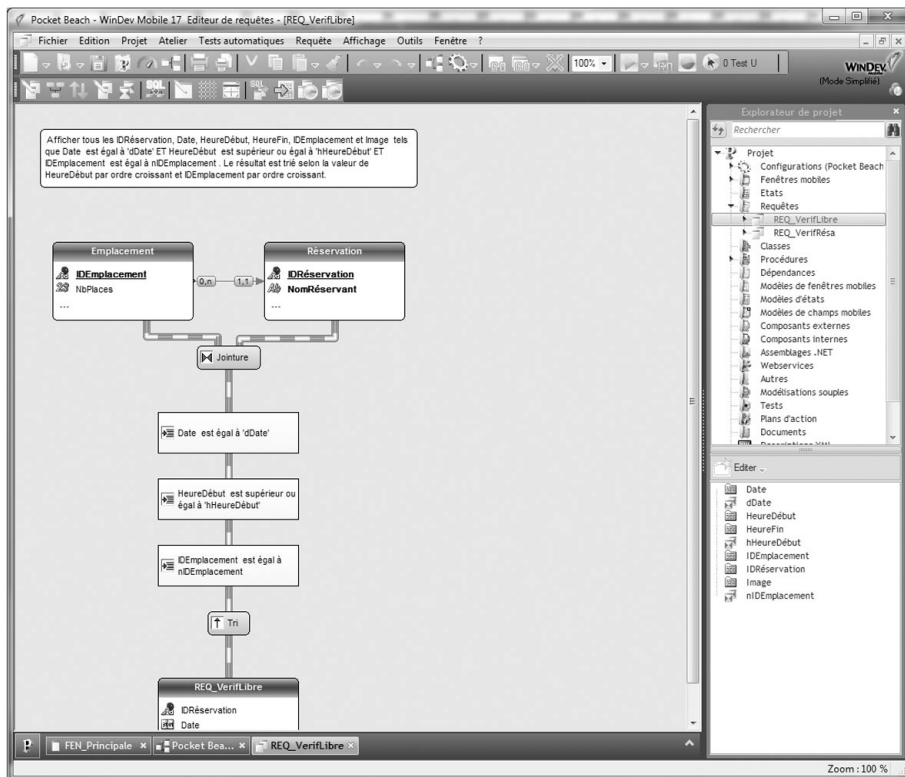 Pocket Beach - WinDev Mobile 17 Editeur de requêtes - [REQ_VerifLibre]
Fichier Edition Projet Atelier Tests automatiques Requête Affichage Outils Fenêtre ?
100% 0 Test U
WINDEV
(Mode Simplifié)
SQL SQL
Afficher tous les IDRéservation, Date, HeureDébut, HeureFin, IDEmplacement et Image tels
que Date est égal à 'dDate' ET HeureDébut est supérieur ou égal à 'hHeureDébut' ET
IDEmplacement est égal à nIDEmplacement . Le résultat est trié selon la valeur de
HeureDébut par ordre croissant et IDEmplacement par ordre croissant.
Emplacement
IDEmplacement
NbPlaces
...
0,n 1,1
Réservation
IDRéservation
NomRéservant
...
Jointure
Date est égal à 'dDate'
HeureDébut est supérieur ou
égal à 'hHeureDébut'
IDEmplacement est égal à
nIDEmplacement
Tri
REQ_VerifLibre
IDRéservation
Date
Explorateur de projet
Rechercher
Projet
Configurations (Pocket Beach
Fenêtres mobiles
Etats
Requêtes
REQ_VerifLibre
REQ_VerifRésa
Classes
Procédures
Dépendances
Modèles de fenêtres mobiles
Modèles d'états
Modèles de champs mobiles
Composants externes
Composants internes
Assemblages .NET
Webservices
Autres
Modélisations souples
Tests
Plans d'action
Documents
Descriptions XML
Editer
Date
dDate
HeureDébut
HeureFin
hHeureDébut
IDEmplacement
IDRéservation
Image
nIDEmplacement
FEN_Principale Pocket Bea... REQ_VerifLibre
Zoom : 100 %